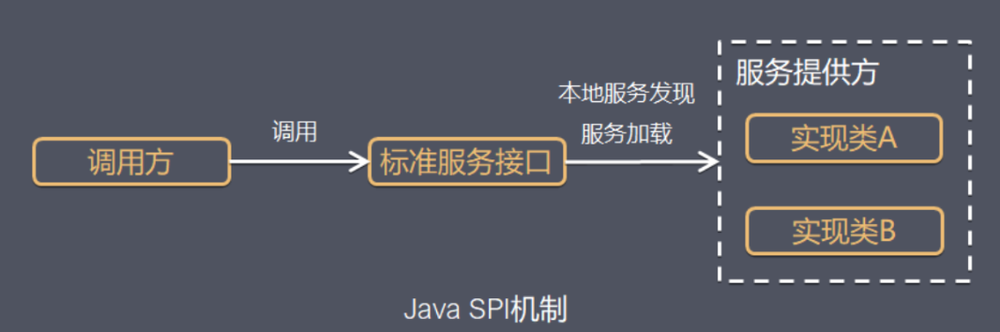 服务提供方
本地服务发现
调用
服务加载
实现类A
调用方
标准服务接口
实现类B
Java SPI机制